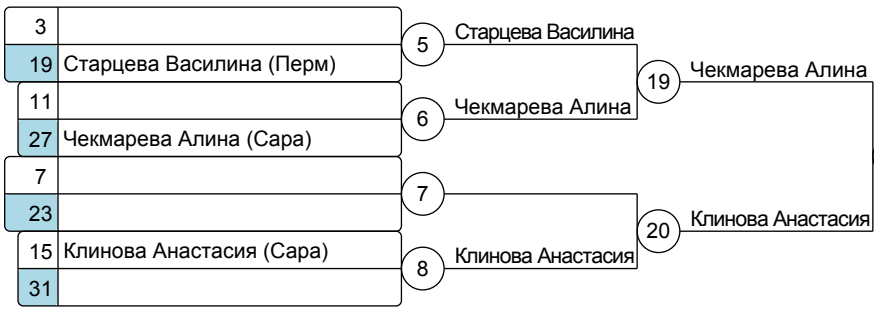 3
19 Старцева Василина (Перм)
11
27 Чекмарева Алина (Сара)
7
23
15 Клинова Анастасия (Сара)
31
5 Старцева Василина
6 Чекмарева Алина
7
8 Клинова Анастасия
19 Чекмарева Алина
20 Клинова Анастасия